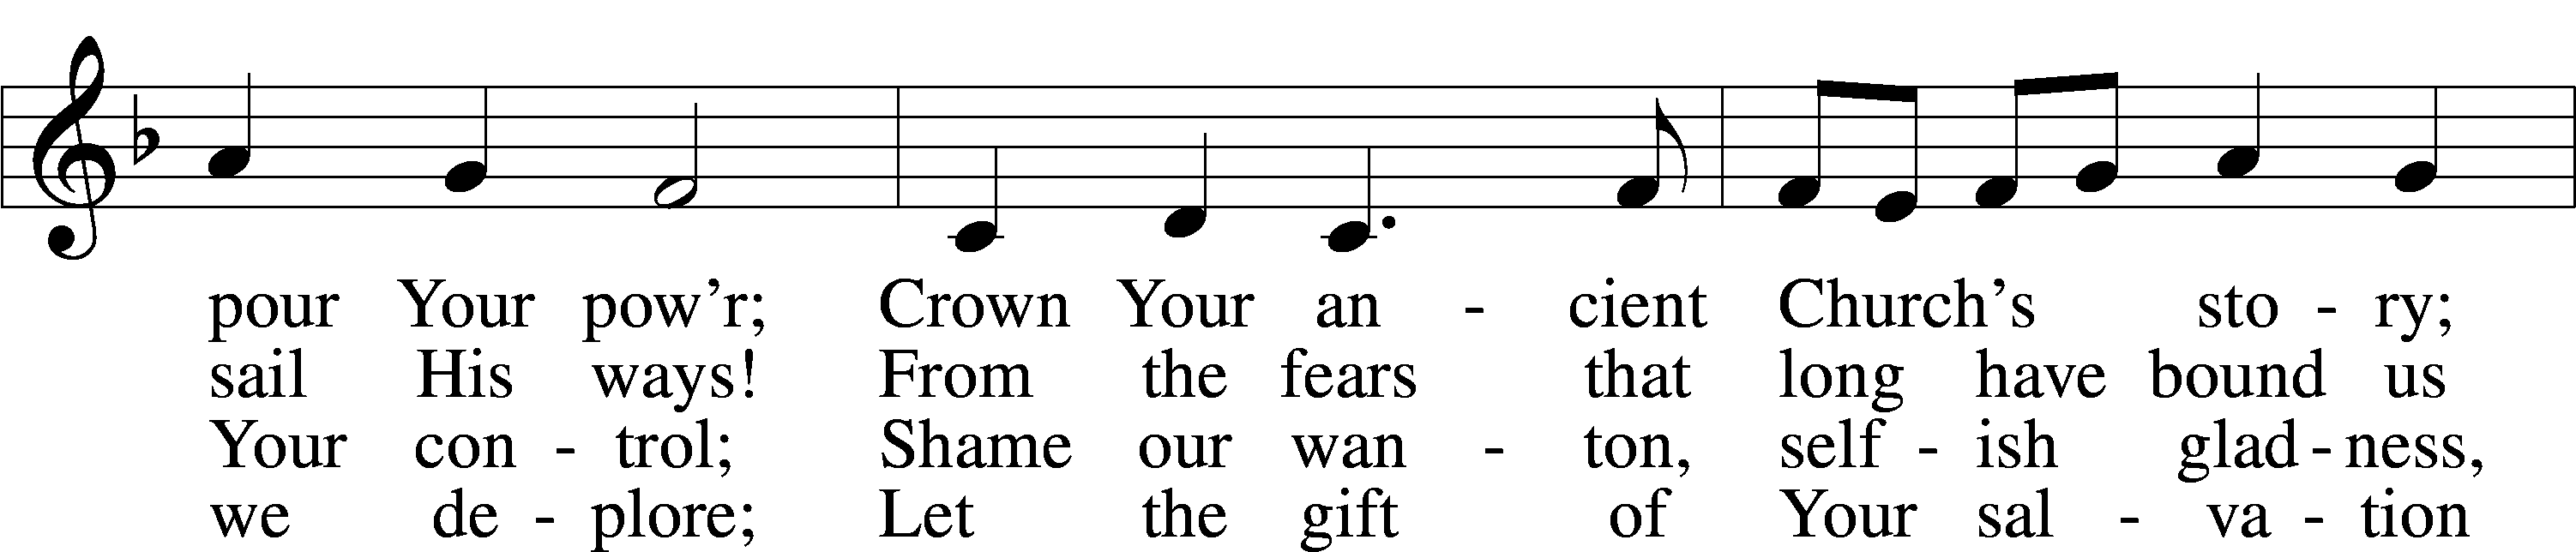 pour Your pow'r; Crown Your an - cient Church's sto - ry;
sail His ways! From the fears that long have bound us
Your con - trol; Shame our wan - ton, self - ish glad - ness,
we de - plore; Let the gift of Your sal - va - tion